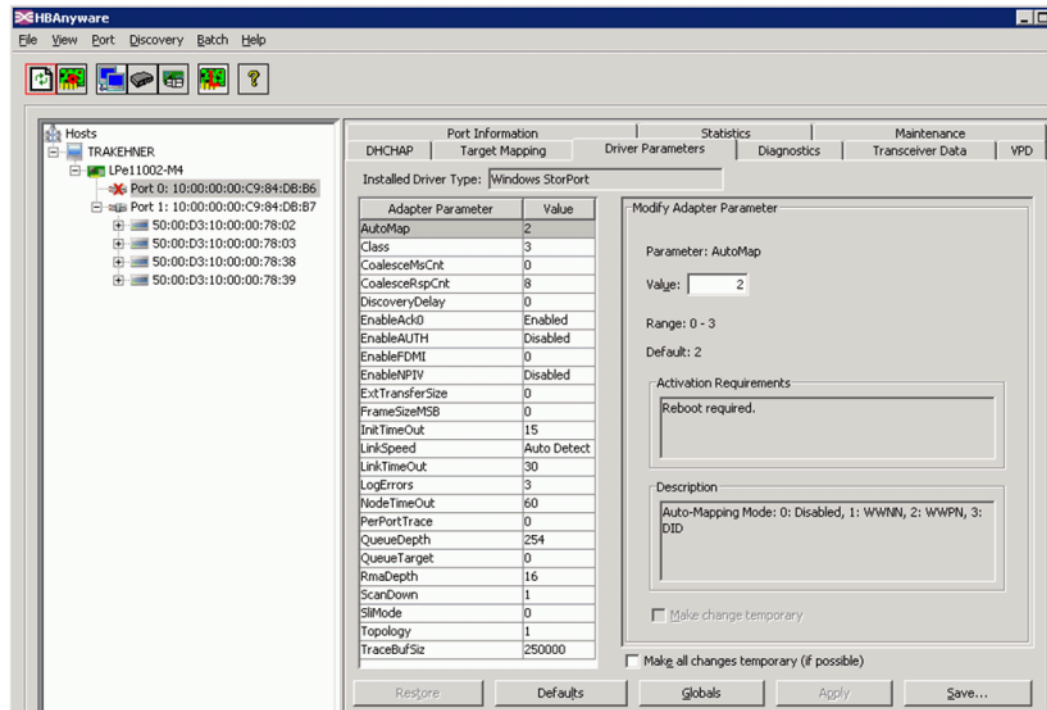 HBAnyware
File View Port Discovery Batch Help
Hosts
TRAKEHNER
LPe11002-M4
Port 0: 10:00:00:00:C9:84:DB:B6
Port 1: 10:00:00:00:C9:84:DB:B7
50:00:D3:10:00:00:78:02
50:00:D3:10:00:00:78:03
50:00:D3:10:00:00:78:38
50:00:D3:10:00:00:78:39
Port Information Statistics Maintenance
DHCHAP Target Mapping Driver Parameters Diagnostics Transceiver Data VPD
Installed Driver Type: Windows StorPort
Adapter Parameter Value
AutoMap 2
Class 3
CoalesceMsCnt 0
CoalesceRspCnt 8
DiscoveryDelay 0
EnableAck0 Enabled
EnableAUTH Disabled
EnableFDMI 0
EnableNPIV Disabled
ExtTransferSize 0
FrameSizeMSB 0
InitTimeOut 15
LinkSpeed Auto Detect
LinkTimeOut 30
LogErrors 3
NodeTimeOut 60
PerPortTrace 0
QueueDepth 254
QueueTarget 0
RmaDepth 16
ScanDown 1
SliMode 0
Topology 1
TraceBufSiz 250000
Modify Adapter Parameter
Parameter: AutoMap
Value: 2
Range: 0 - 3
Default: 2
Activation Requirements
Reboot required.
Description
Auto-Mapping Mode: 0: Disabled, 1: WWNN, 2: WWPN, 3:
DID
Make change temporary
Make all changes temporary (if possible)
Restore Defaults Globals Apply Save...